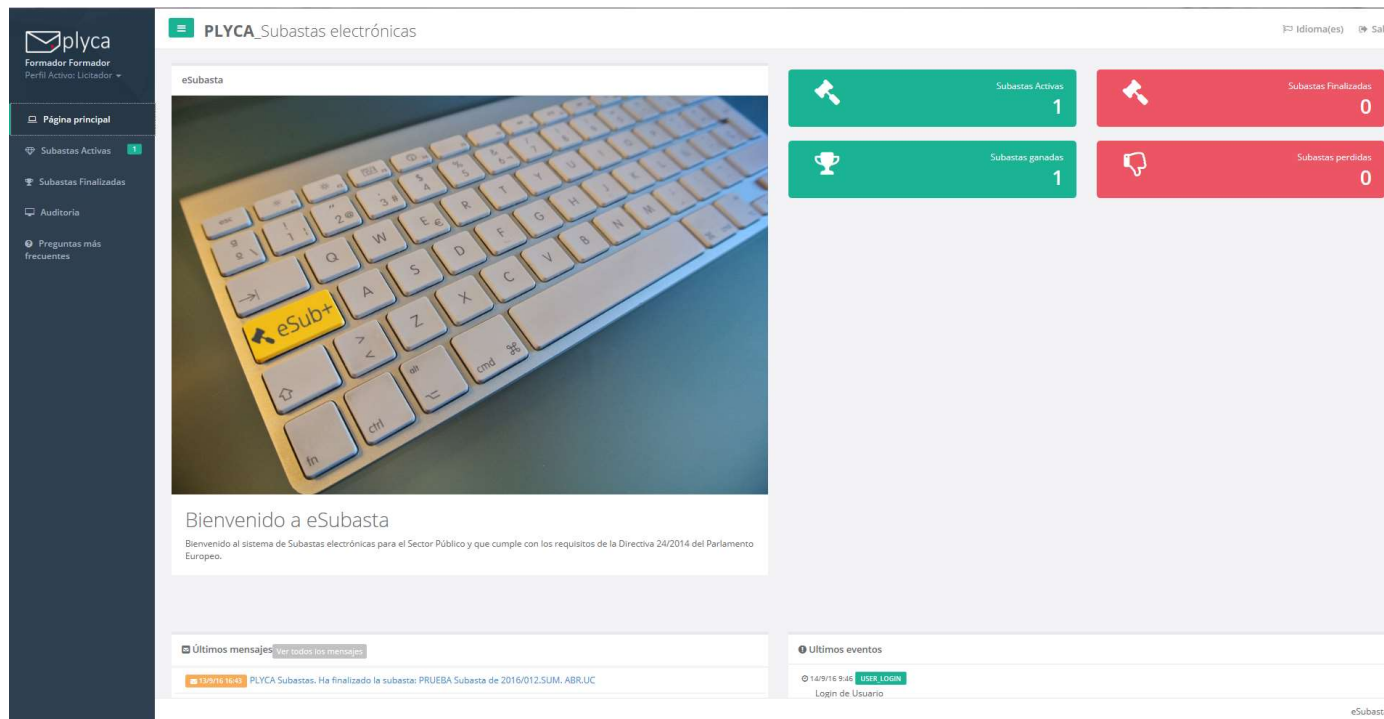 plyca
Formador Formador
Perfil Activo: Licitador
Página principal
Subastas Activas 1
Subastas Finalizadas
Auditoria
Preguntas más
frecuentes
PLYCA_Subastas electrónicas
Idioma(es) Sal
eSubasta
eSub+
Subastas Activas
1
Subastas Finalizadas
0
Subastas ganadas
1
Subastas perdidas
0
Bienvenido a eSubasta
Bienvenido al sistema de Subastas electrónicas para el Sector Público y que cumple con los requisitos de la Directiva 24/2014 del Parlamento
Europeo.
Últimos mensajes Ver todos los mensajes
13/9/16 16:43 PLYCA Subastas. Ha finalizado la subasta: PRUEBA Subasta de 2016/012.SUM. ABR.UC
Ultimos eventos
14/9/16 9:46 USER_LOGIN
Login de Usuario
eSubast